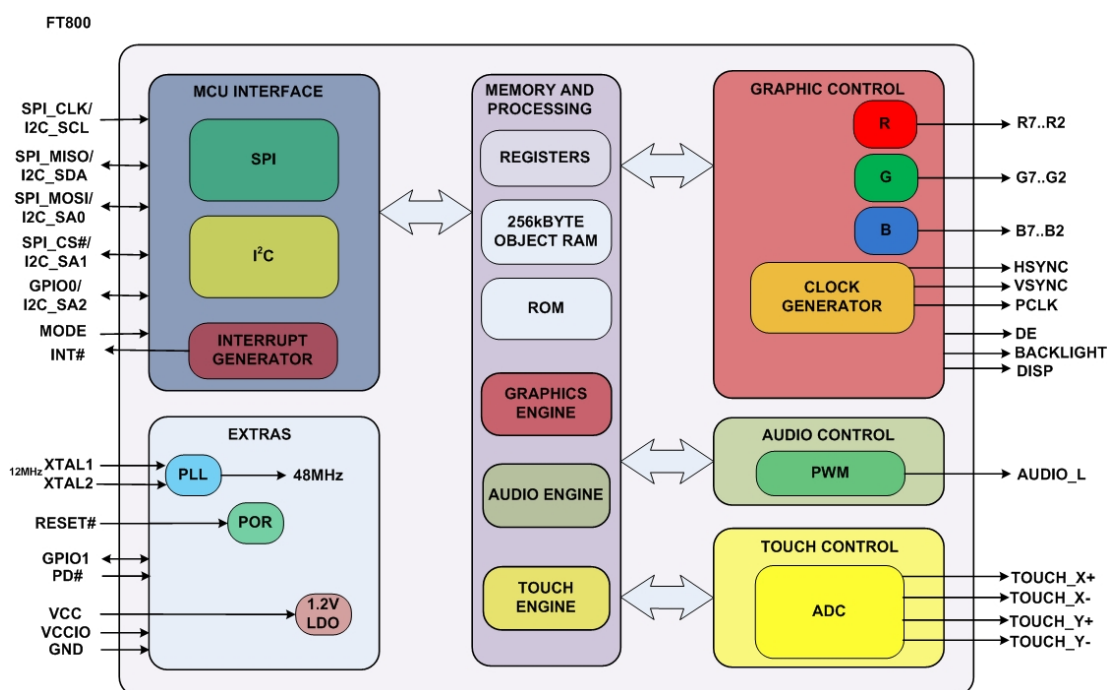 FT800
MCU INTERFACE
SPI_CLK/
I2C_SCL
SPI_MISO/
I2C_SDA
SPI_MOSI/
I2C_SA0
SPI_CS#/
I2C_SA1
GPIO0/
I2C_SA2
MODE
INT#
SPI
I²C
INTERRUPT
GENERATOR
EXTRAS
12MHz
XTAL1
XTAL2
PLL
48MHz
RESET#
POR
GPIO1
PD#
VCC
VCCIO
GND
1.2V
LDO
MEMORY AND
PROCESSING
REGISTERS
256kBYTE
OBJECT RAM
ROM
GRAPHICS
ENGINE
AUDIO ENGINE
TOUCH
ENGINE
GRAPHIC CONTROL
R
R7..R2
G
G7..G2
B
B7..B2
CLOCK
GENERATOR
HSYNC
VSYNC
PCLK
DE
BACKLIGHT
DISP
AUDIO CONTROL
PWM
AUDIO_L
TOUCH CONTROL
ADC
TOUCH_X+
TOUCH_X-
TOUCH_Y+
TOUCH_Y-